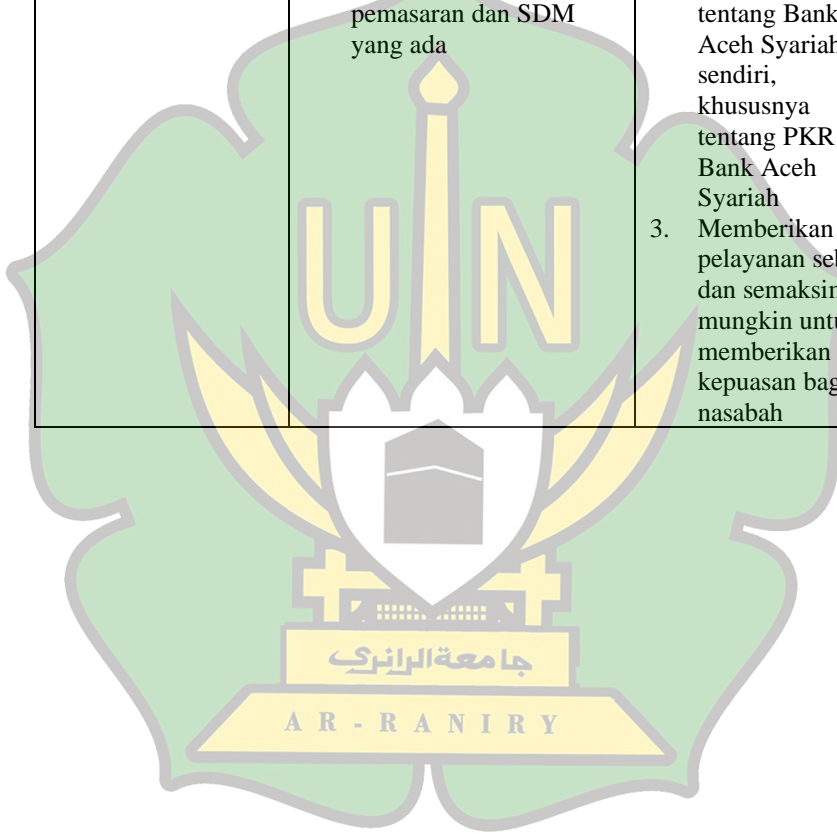 pemasaran dan SDM
yang ada
tentang Bank
Aceh Syariah
sendiri,
khususnya
tentang PKR
Bank Aceh
Syariah
3. Memberikan
pelayanan
dan
mungkin
memberikan
kepuasan
nasabah
UIN
جامعة الرانري
AR-RANIRY